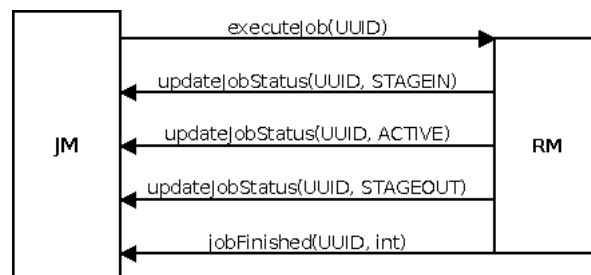 executeJob(UUID)
updateJobStatus(UUID, STAGEIN)
JM
updateJobStatus(UUID, ACTIVE)
RM
updateJobStatus(UUID, STAGEOUT)
jobFinished(UUID, int)